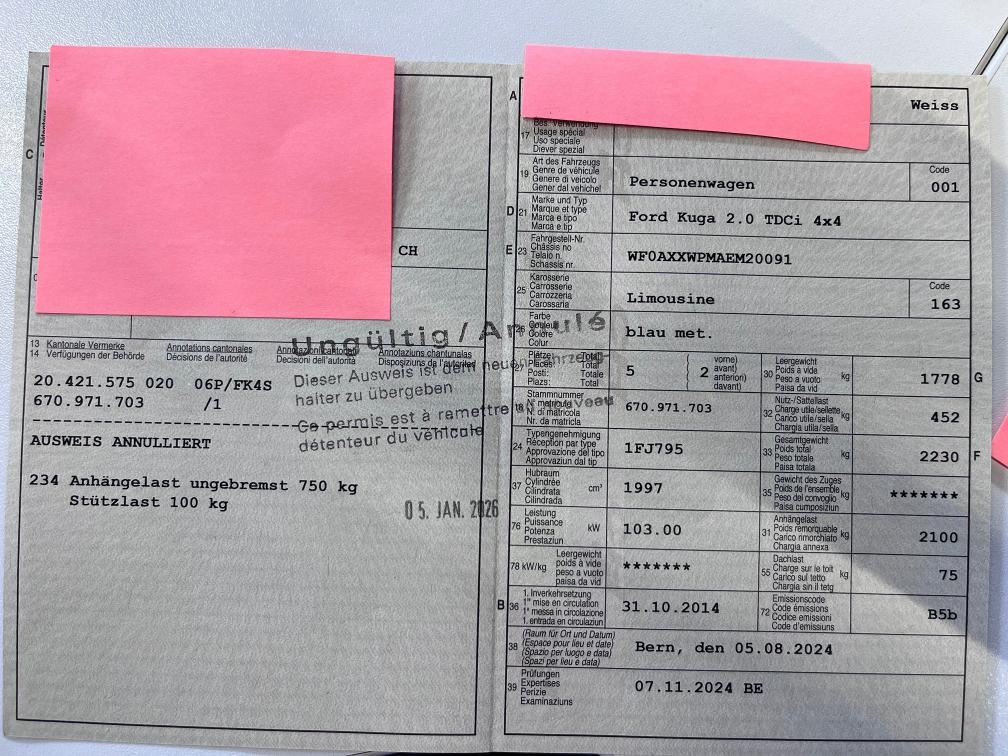 C
Halter
Détenteur
CH
13 Kantonale Vermerke Annotations cantonales Annotazioni cantonali Annotaziuns chantunalas
14 Verfügungen der Behörde Décisions de l'autorité Decisioni dell'autorità Disposiziuns da l'autoritad
Ungültig / Annulé
Dieser Ausweis ist dem neuen Fahrzeug-
halter zu übergeben
Ce permis est à remettre au nouveau
détenteur du véhicule
20.421.575 020 06P/FK4S
670.971.703 /1
AUSWEIS ANNULLIERT
234 Anhängelast ungebremst 750 kg
Stützlast 100 kg
05. JAN. 2026
A
Weiss
17
Bes. Verwendung
Usage spécial
Uso speciale
Diever spezial
19
Art des Fahrzeugs
Genre de véhicule
Genere di veicolo
Gener dal vehichel
Personenwagen
Code
001
D 21
Marke und Typ
Marque et type
Marca e tipo
Marca e tip
Ford Kuga 2.0 TDCi 4x4
E 23
Fahrgestell-Nr.
Châssis no
Telaio n.
Schassis nr.
WF0AXXWPMAEM20091
25
Karosserie
Carrosserie
Carrozzeria
Carossaria
Limousine
Code
163
26
Farbe
Couleur
Colore
Colur
blau met.
27
Plätze: Total
Places: Total
Posti: Totale
Plazs: Total
5
2
vorne)
avant)
anteriori)
davant)
30
Leergewicht
Poids à vide
Peso a vuoto
Paisa da vid
kg
1778
G
18
Stammnummer
N° matricule
N. di matricola
Nr. da matricla
670.971.703
32
Nutz-/Sattellast
Charge utile/sellette
Carico utile/sella
Chargia utila/sella
kg
452
24
Typengenehmigung
Réception par type
Approvazione del tipo
Approvaziun dal tip
1FJ795
33
Gesamtgewicht
Poids total
Peso totale
Paisa totala
kg
2230
F
37
Hubraum
Cylindrée
Cilindrata
Cilindrada
cm³
1997
35
Gewicht des Zuges
Poids de l'ensemble
Peso del convoglio
Paisa cumposiziun
kg
*******
76
Leistung
Puissance
Potenza
Prestaziun
kW
103.00
31
Anhängelast
Poids remorquable
Carico rimorchiato
Chargia annexa
kg
2100
78 kW/kg
Leergewicht
poids à vide
peso a vuoto
paisa da vid
*******
55
Dachlast
Charge sur le toit
Carico sul tetto
Chargia sin il tetg
kg
75
B 36
1. Inverkehrsetzung
1re mise en circulation
1a messa in circolazione
1. entrada en circulaziun
31.10.2014
72
Emissionscode
Code émissions
Codice emissioni
Code d'emissiuns
B5b
38
(Raum für Ort und Datum)
(Espace pour lieu et date)
(Spazio per luogo e data)
(Spazi per lieu e data)
Bern, den 05.08.2024
39
Prüfungen
Expertises
Perizie
Examinaziuns
07.11.2024 BE